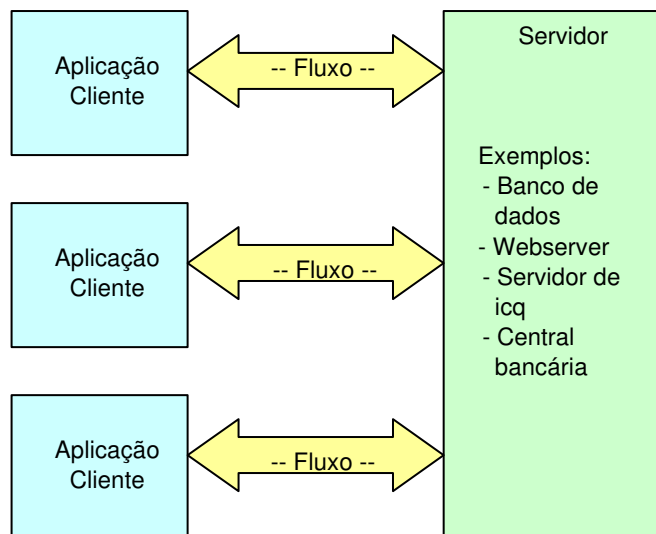 Aplicação
Cliente
-- Fluxo --
Servidor
Exemplos:
- Banco de
dados
- Webserver
- Servidor de
icq
- Central
bancária
Aplicação
Cliente
-- Fluxo --
Aplicação
Cliente
-- Fluxo --